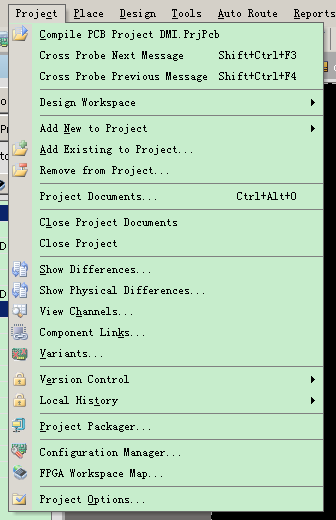 Project Place Design Tools Auto Route Reports
Compile PCB Project DMI.PrjPcb
Cross Probe Next Message Shift+Ctrl+F3
Cross Probe Previous Message Shift+Ctrl+F4
Design Workspace
Add New to Project
Add Existing to Project...
Remove from Project...
Project Documents... Ctrl+Alt+O
Close Project Documents
Close Project
Show Differences...
Show Physical Differences...
View Channels...
Component Links...
Variants...
Version Control
Local History
Project Packager...
Configuration Manager...
FPGA Workspace Map...
Project Options...